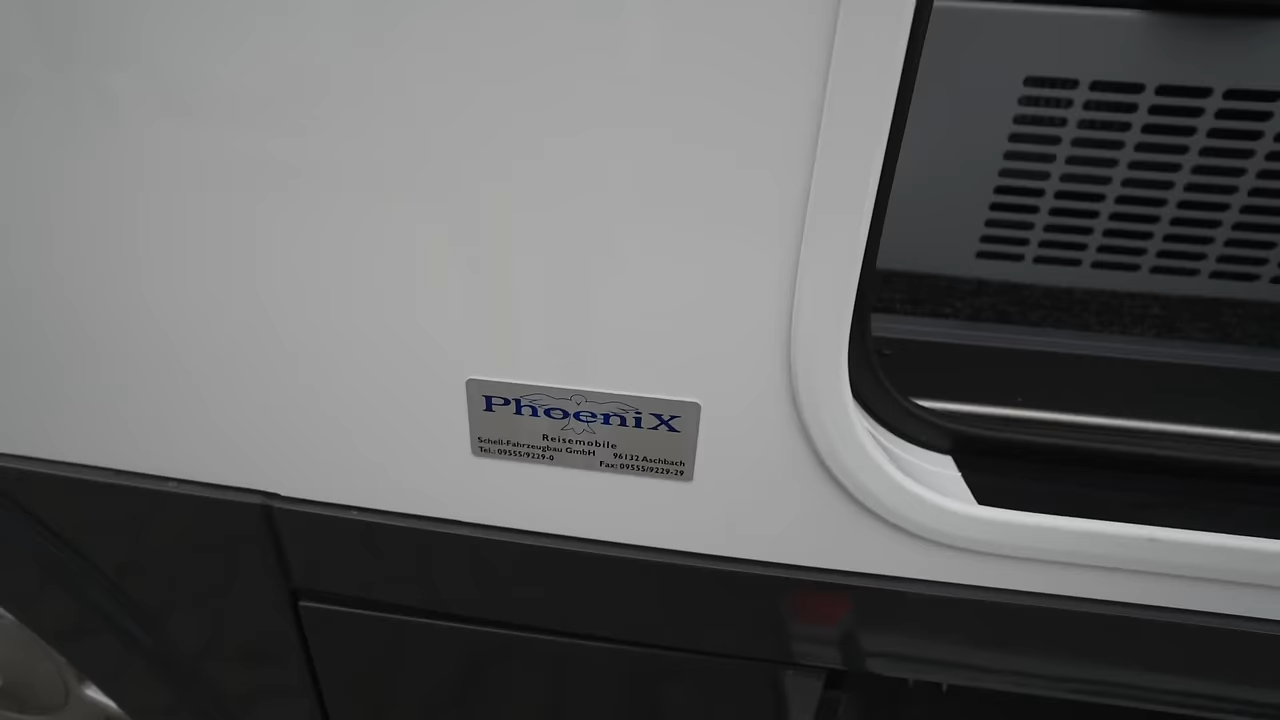 PhoeniX
Reisemobile
Schell-Fahrzeugbau GmbH 96132 Aschbach
Tel.: 09555/9229-0 Fax: 09555/9229-29